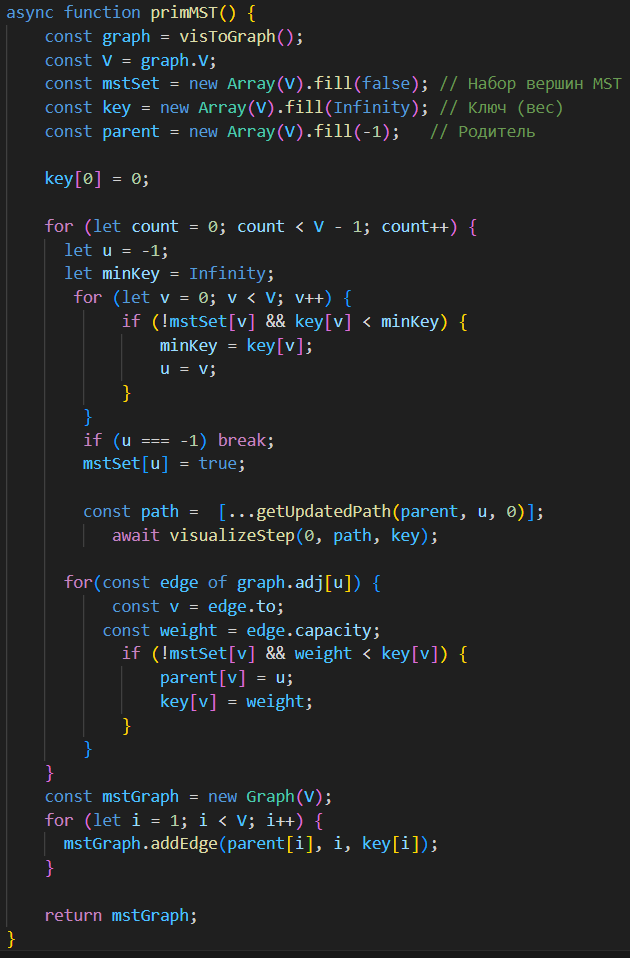 async function primMST() {
    const graph = visToGraph();
    const V = graph.V;
    const mstSet = new Array(V).fill(false); // Набор вершин MST
    const key = new Array(V).fill(Infinity); // Ключ (вес)
    const parent = new Array(V).fill(-1);   // Родитель

    key[0] = 0;

    for (let count = 0; count < V - 1; count++) {
      let u = -1;
      let minKey = Infinity;
       for (let v = 0; v < V; v++) {
            if (!mstSet[v] && key[v] < minKey) {
                minKey = key[v];
                u = v;
            }
        }
        if (u === -1) break;
        mstSet[u] = true;

        const path =  [...getUpdatedPath(parent, u, 0)];
           await visualizeStep(0, path, key);

      for(const edge of graph.adj[u]) {
           const v = edge.to;
          const weight = edge.capacity;
            if (!mstSet[v] && weight < key[v]) {
                parent[v] = u;
                key[v] = weight;
            }
        }
    }
    const mstGraph = new Graph(V);
    for (let i = 1; i < V; i++) {
      mstGraph.addEdge(parent[i], i, key[i]);
    }

    return mstGraph;
}